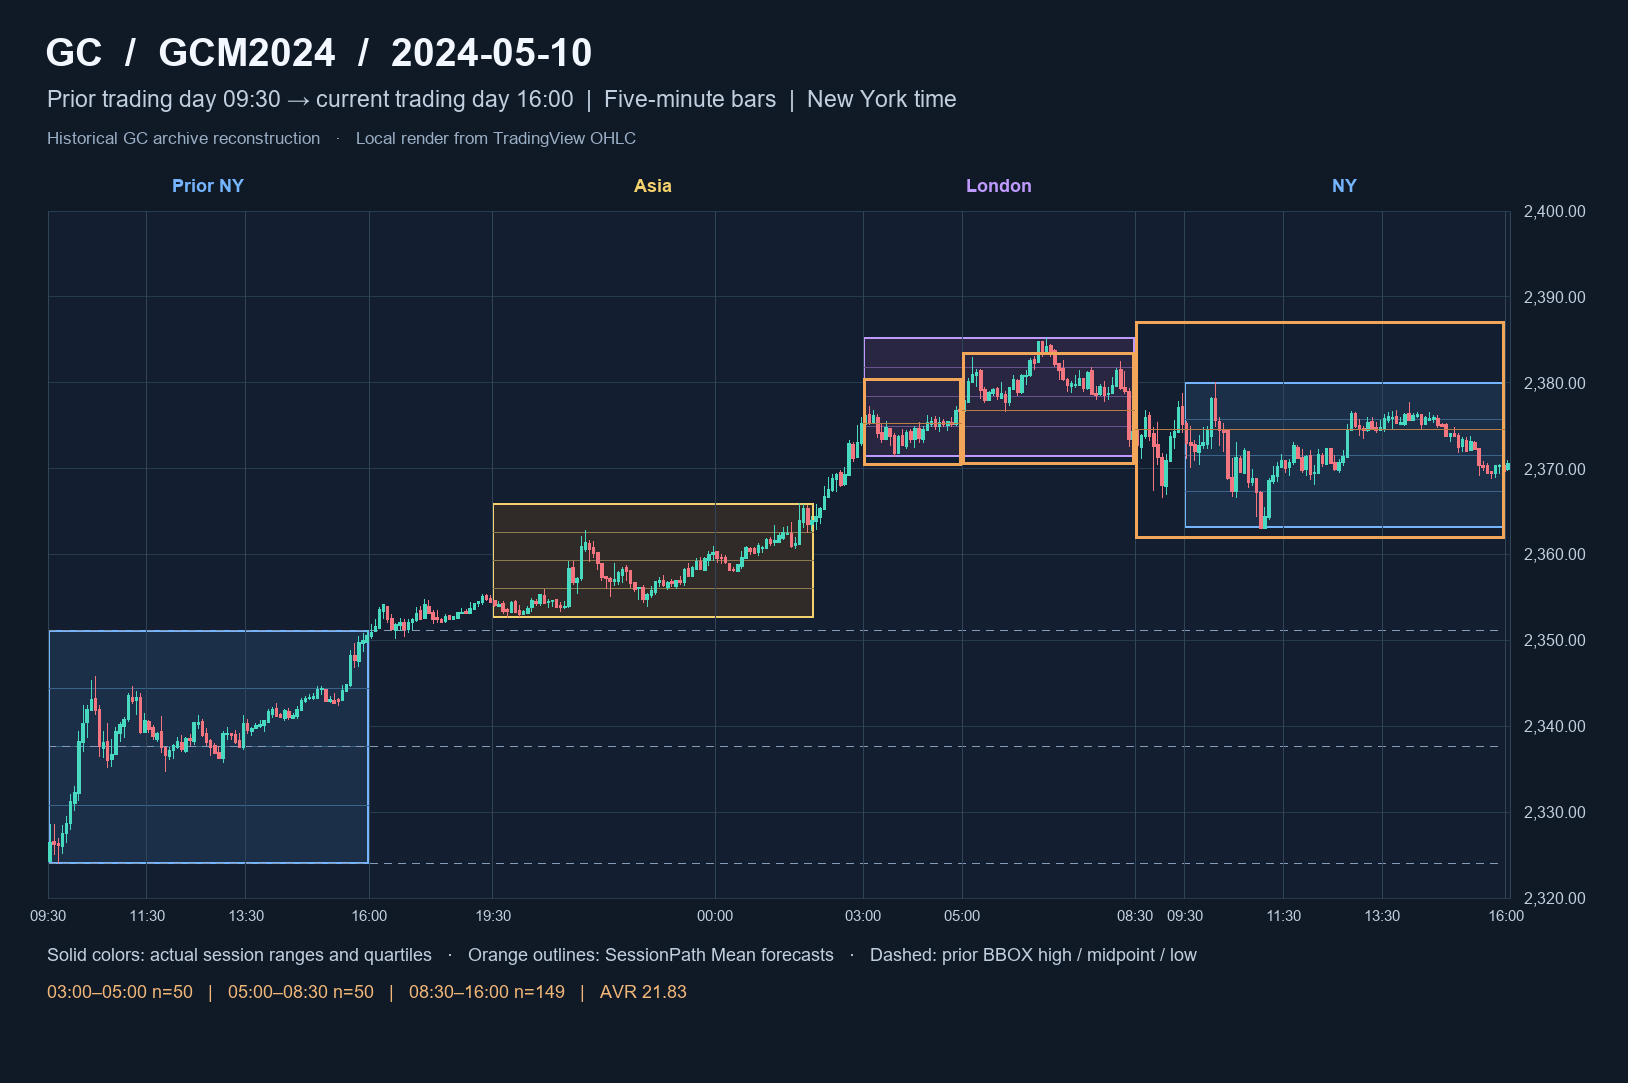 GC / GCM2024 / 2024-05-10
Prior trading day 09:30 → current trading day 16:00 | Five-minute bars | New York time
Historical GC archive reconstruction · Local render from TradingView OHLC
Prior NY Asia London NY
2,400.00
2,390.00
2,380.00
2,370.00
2,360.00
2,350.00
2,340.00
2,330.00
2,320.00
09:30 11:30 13:30 16:00 19:30 00:00 03:00 05:00 08:30 09:30 11:30 13:30 16:00
Solid colors: actual session ranges and quartiles · Orange outlines: SessionPath Mean forecasts · Dashed: prior BBOX high / midpoint / low
03:00–05:00 n=50 | 05:00–08:30 n=50 | 08:30–16:00 n=149 | AVR 21.83